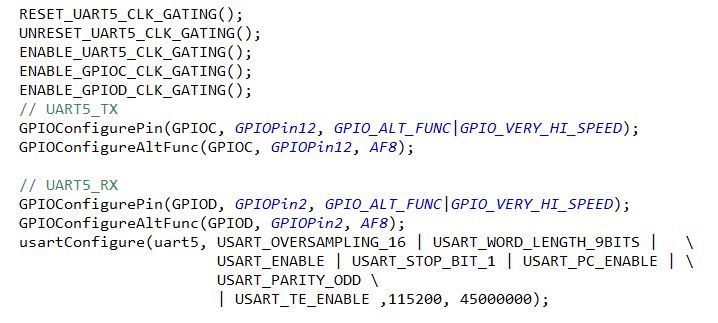 RESET_UART5_CLK_GATING();
UNRESET_UART5_CLK_GATING();
ENABLE_UART5_CLK_GATING();
ENABLE_GPIOC_CLK_GATING();
ENABLE_GPIOD_CLK_GATING();
// UART5_TX
GPIOConfigurePin(GPIOC, GPIOPin12, GPIO_ALT_FUNC|GPIO_VERY_HI_SPEED);
GPIOConfigureAltFunc(GPIOC, GPIOPin12, AF8);
// UART5_RX
GPIOConfigurePin(GPIOD, GPIOPin2, GPIO_ALT_FUNC|GPIO_VERY_HI_SPEED);
GPIOConfigureAltFunc(GPIOD, GPIOPin2, AF8);
usartConfigure(uart5, USART_OVERSAMPLING_16 | USART_WORD_LENGTH_9BITS | \
USART_ENABLE | USART_STOP_BIT_1 | USART_PC_ENABLE | \
USART_PARITY_ODD \
| USART_TE_ENABLE ,115200, 45000000);